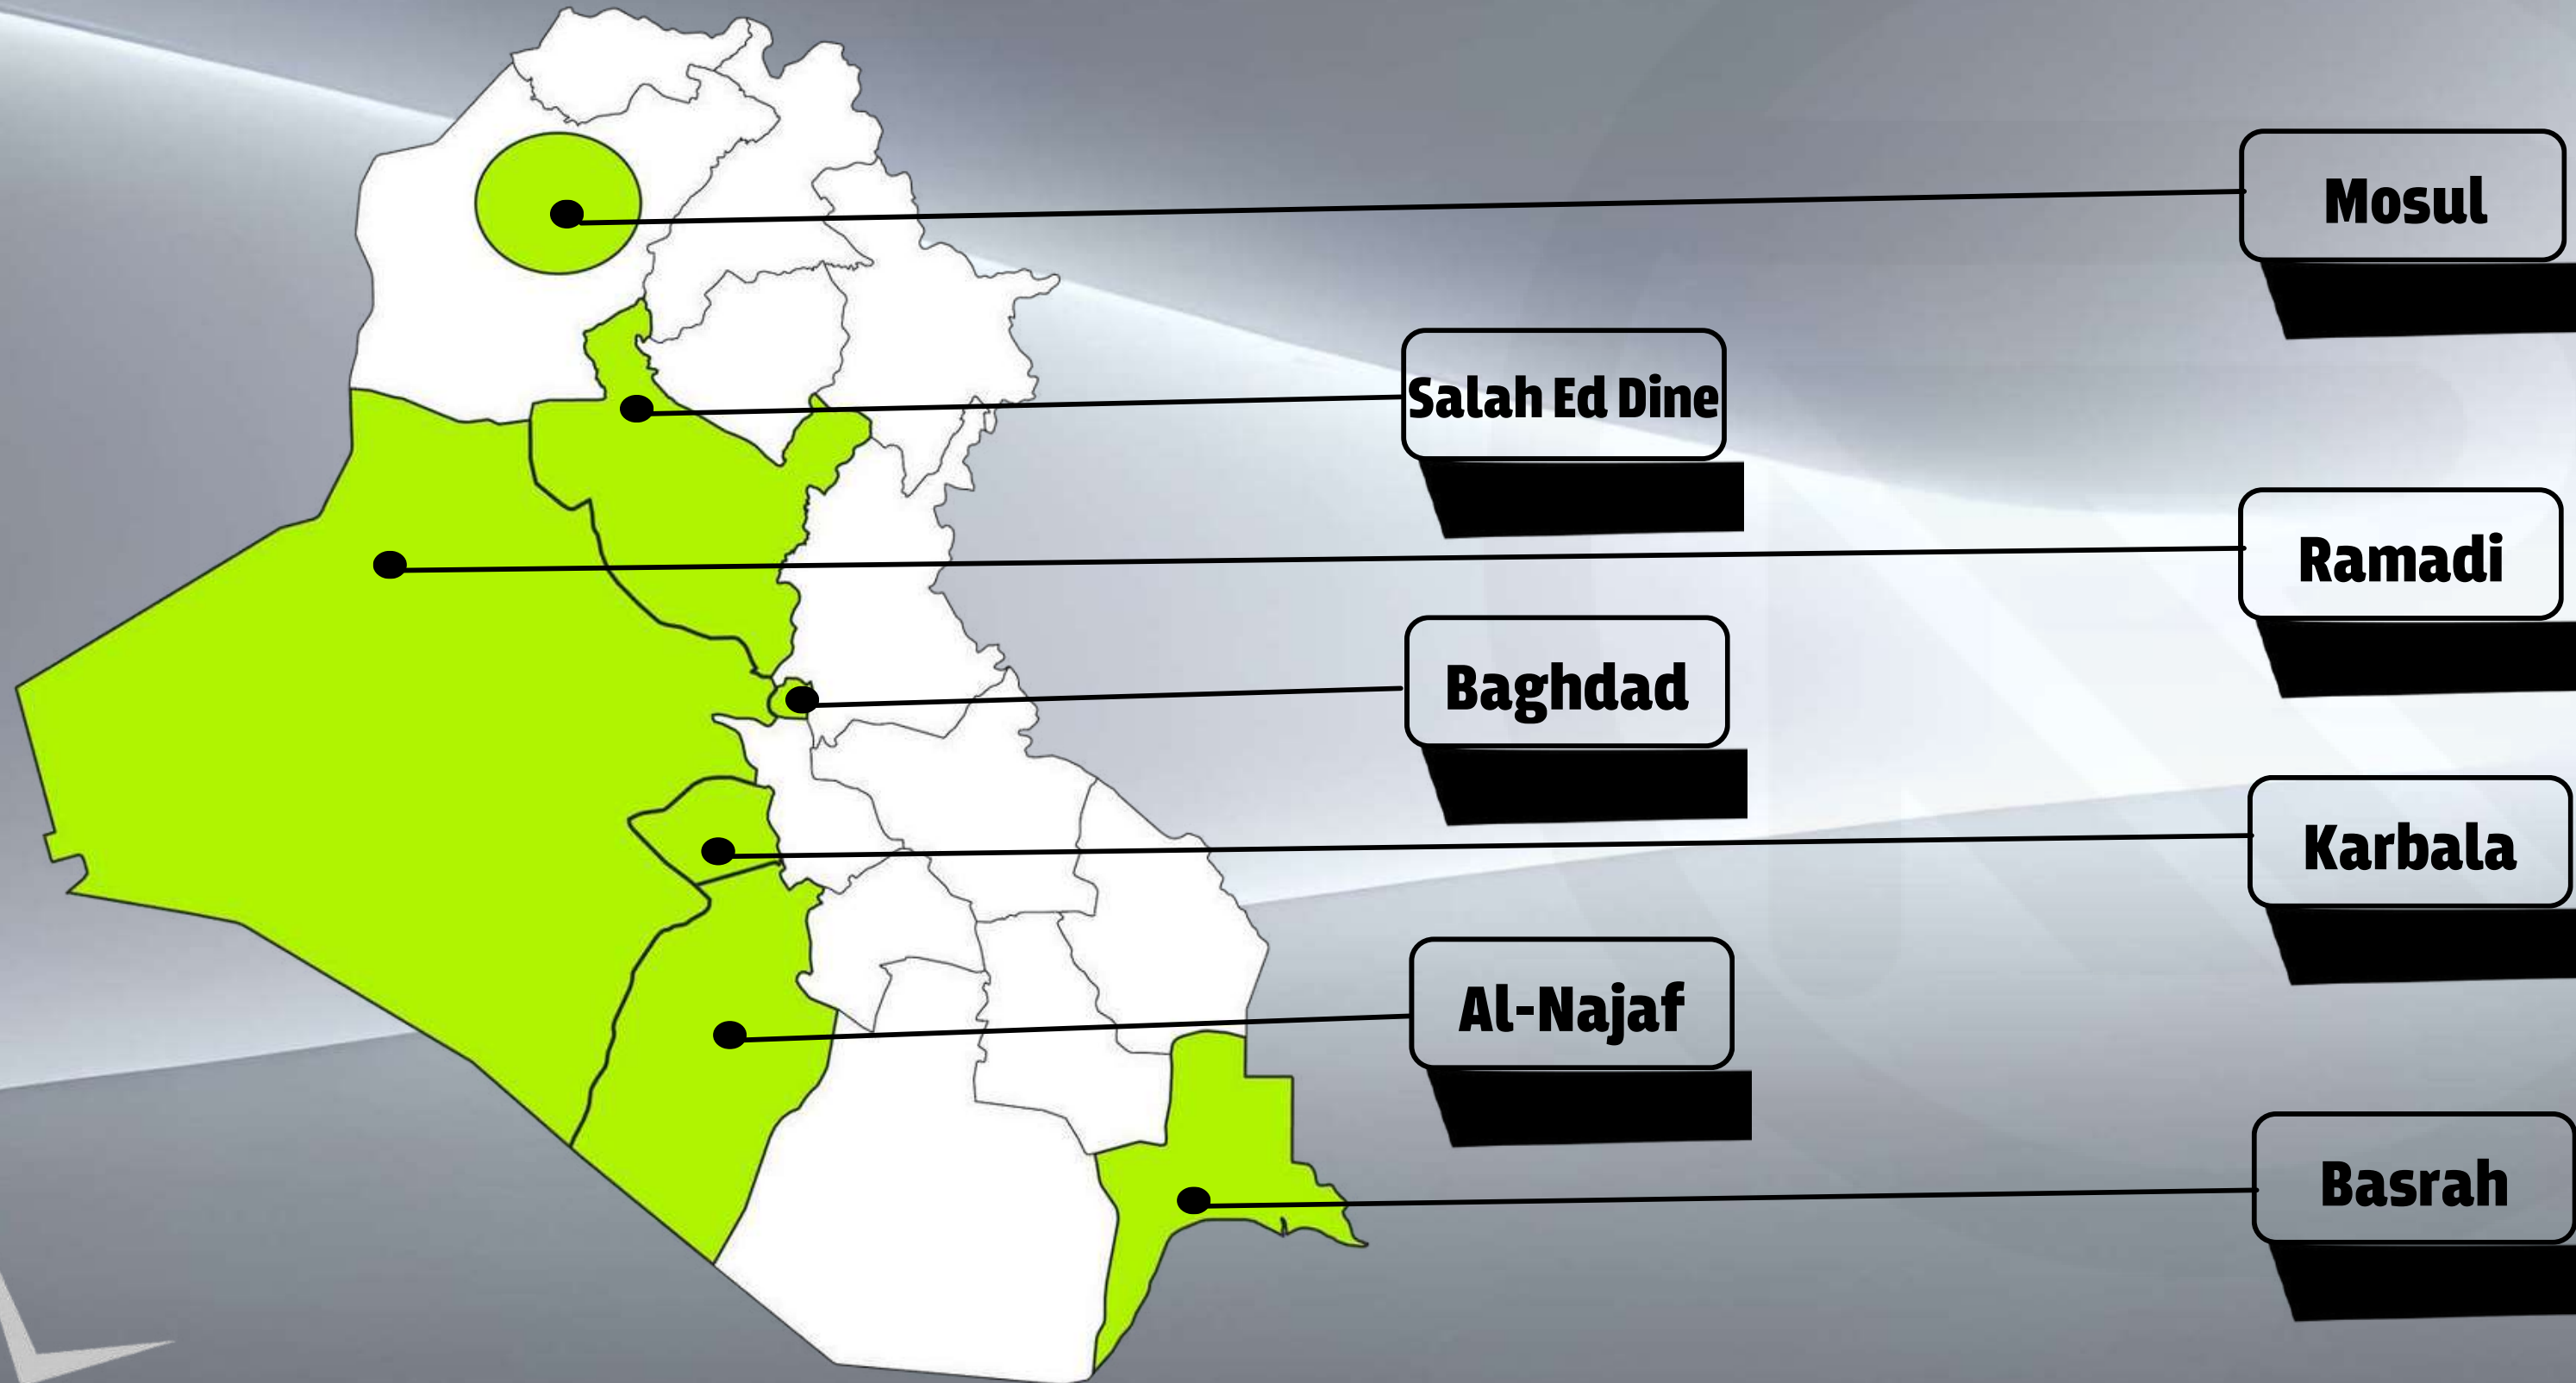 Mosul
Salah Ed Dine
Ramadi
Baghdad
Karbala
Al-Najaf
Basrah